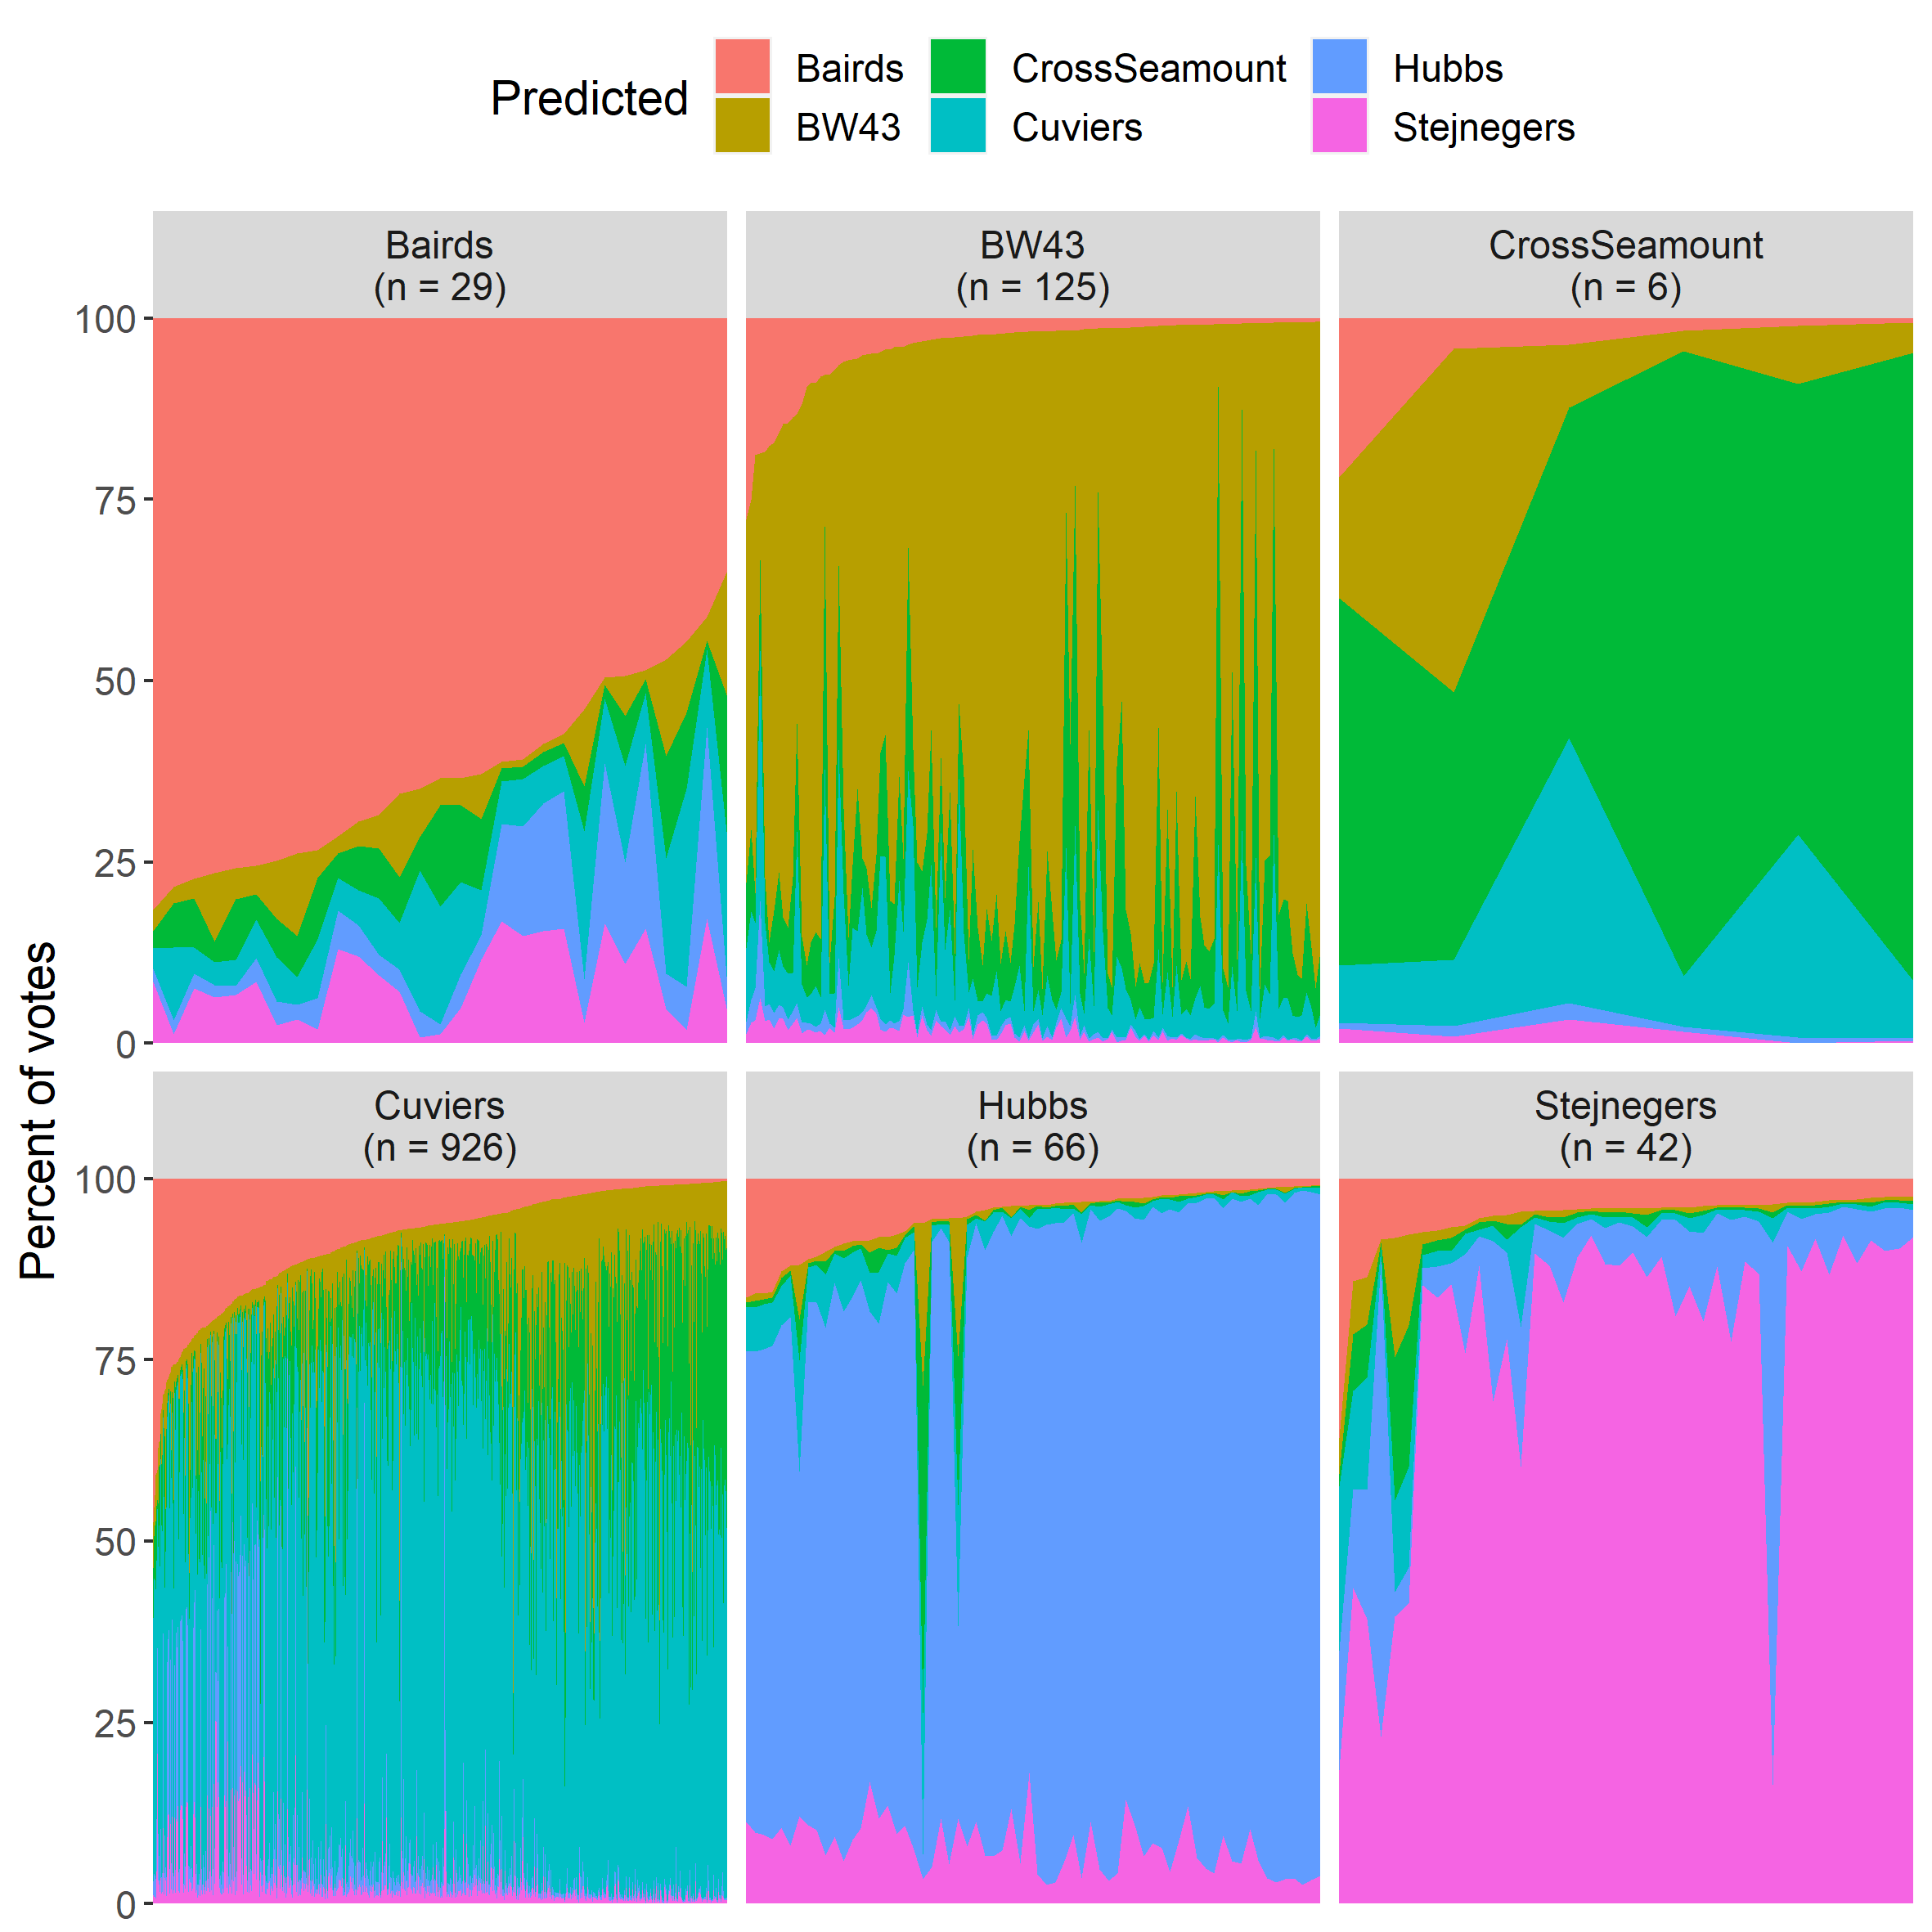 Predicted
Bairds
CrossSeamount
Hubbs
BW43
Cuviers
Stejnegers
Bairds
(n = 29)
BW43
(n = 125)
CrossSeamount
(n = 6)
100
75
50
25
0
Percent of votes
Cuviers
(n = 926)
Hubbs
(n = 66)
Stejnegers
(n = 42)
100
75
50
25
0